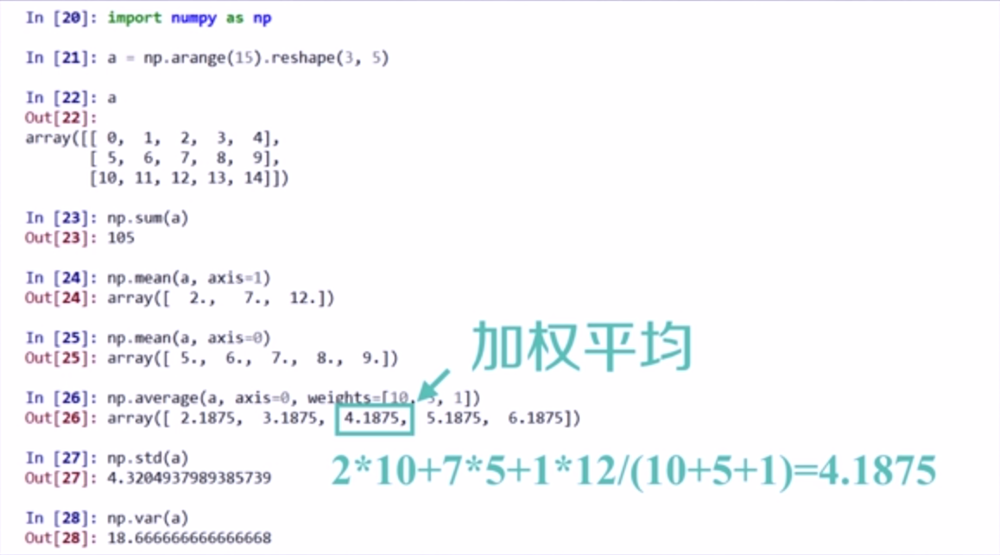 In [20]: import numpy as np
In [21]: a = np.arange(15).reshape(3, 5)
In [22]: a
Out[22]:
array([[ 0,  1,  2,  3,  4],
[ 5,  6,  7,  8,  9],
[10, 11, 12, 13, 14]])
In [23]: np.sum(a)
Out[23]: 105
In [24]: np.mean(a, axis=1)
Out[24]: array([  2.,   7.,  12.])
In [25]: np.mean(a, axis=0)
Out[25]: array([ 5.,  6.,  7.,  8.,  9.])
加权平均
In [26]: np.average(a, axis=0, weights=[10, 5, 1])
Out[26]: array([ 2.1875,  3.1875,  4.1875,  5.1875,  6.1875])
In [27]: np.std(a)
Out[27]: 4.3204937989385739
2*10+7*5+1*12/(10+5+1)=4.1875
In [28]: np.var(a)
Out[28]: 18.666666666666668